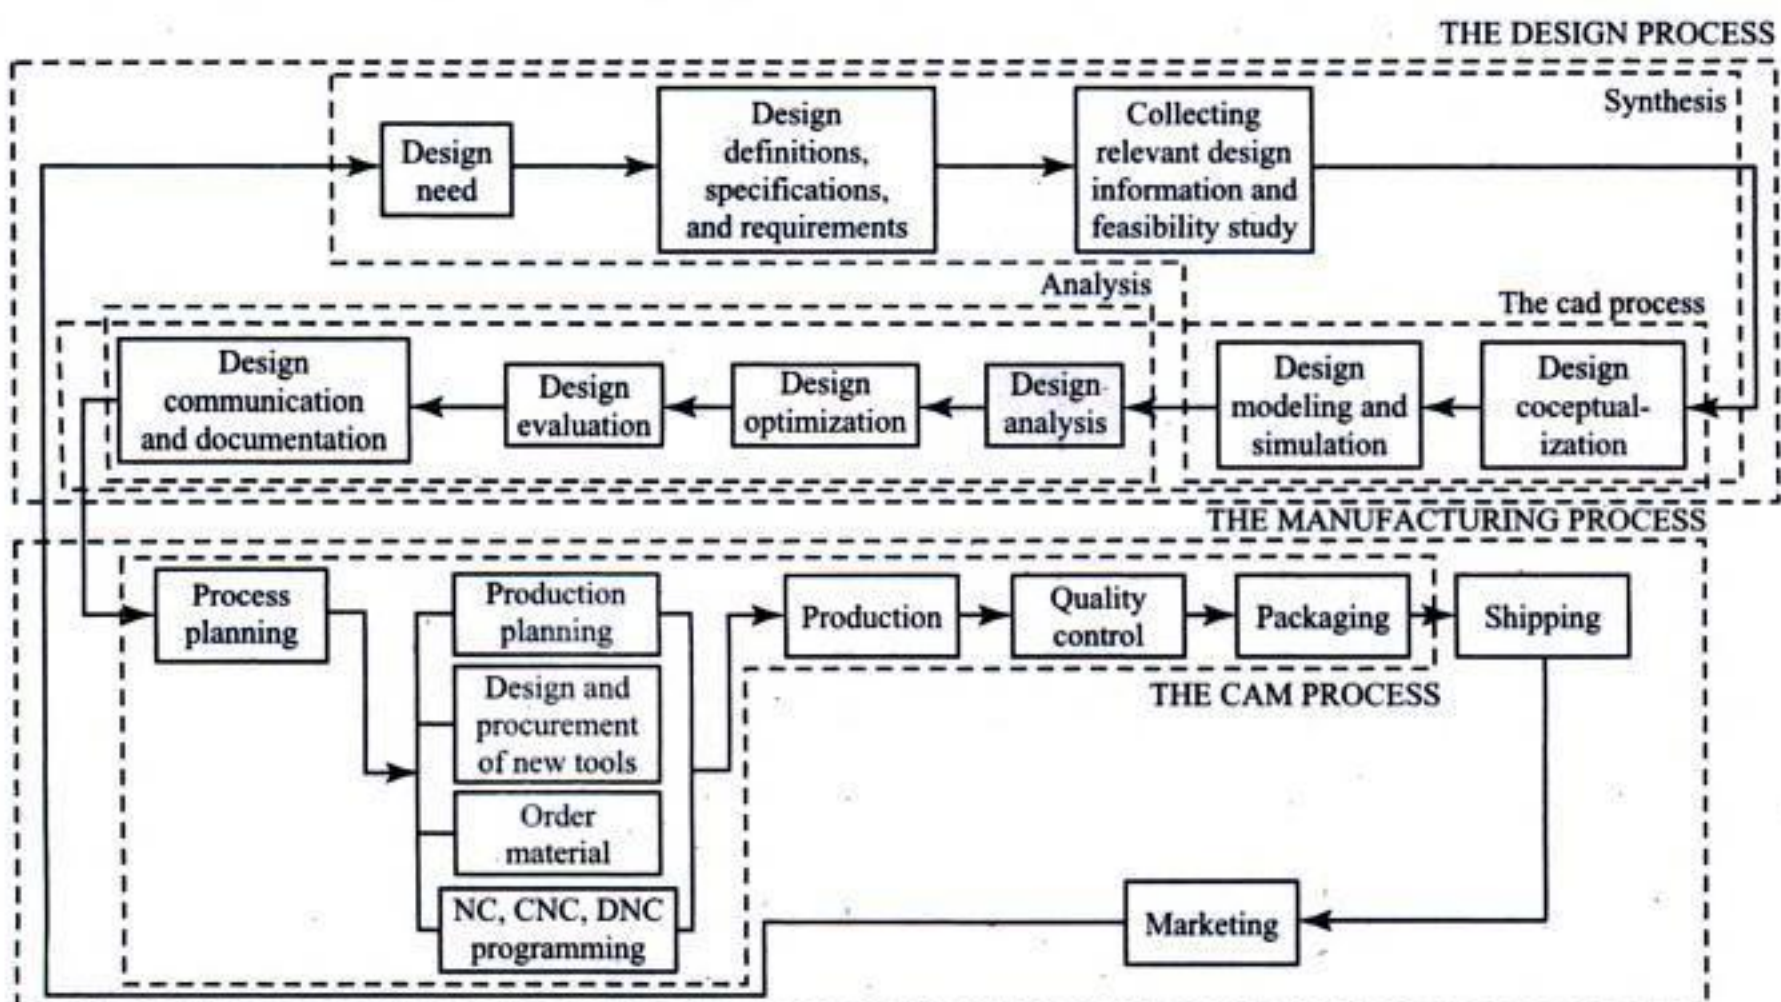 THE DESIGN PROCESS
Synthesis
Design
need
Design
definitions,
specifications,
and requirements
Collecting
relevant design
information and
feasibility study
Analysis
The cad process
Design
communication
and documentation
Design
evaluation
Design
optimization
Design
analysis
Design
modeling and
simulation
Design
coceptual-
ization
THE MANUFACTURING PROCESS
Process
planning
Production
planning
Design and
procurement
of new tools
Order
material
NC, CNC, DNC
programming
Production
Quality
control
Packaging
Shipping
THE CAM PROCESS
Marketing